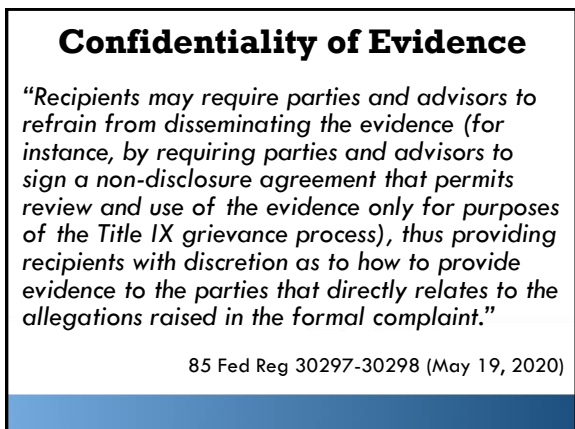 Confidentiality of Evidence
“Recipients may require parties and advisors to
refrain from disseminating the evidence (for
instance, by requiring parties and advisors to
sign a non-disclosure agreement that permits
review and use of the evidence only for purposes
of the Title IX grievance process), thus providing
recipients with discretion as to how to provide
evidence to the parties that directly relates to the
allegations raised in the formal complaint.”
85 Fed Reg 30297-30298 (May 19, 2020)